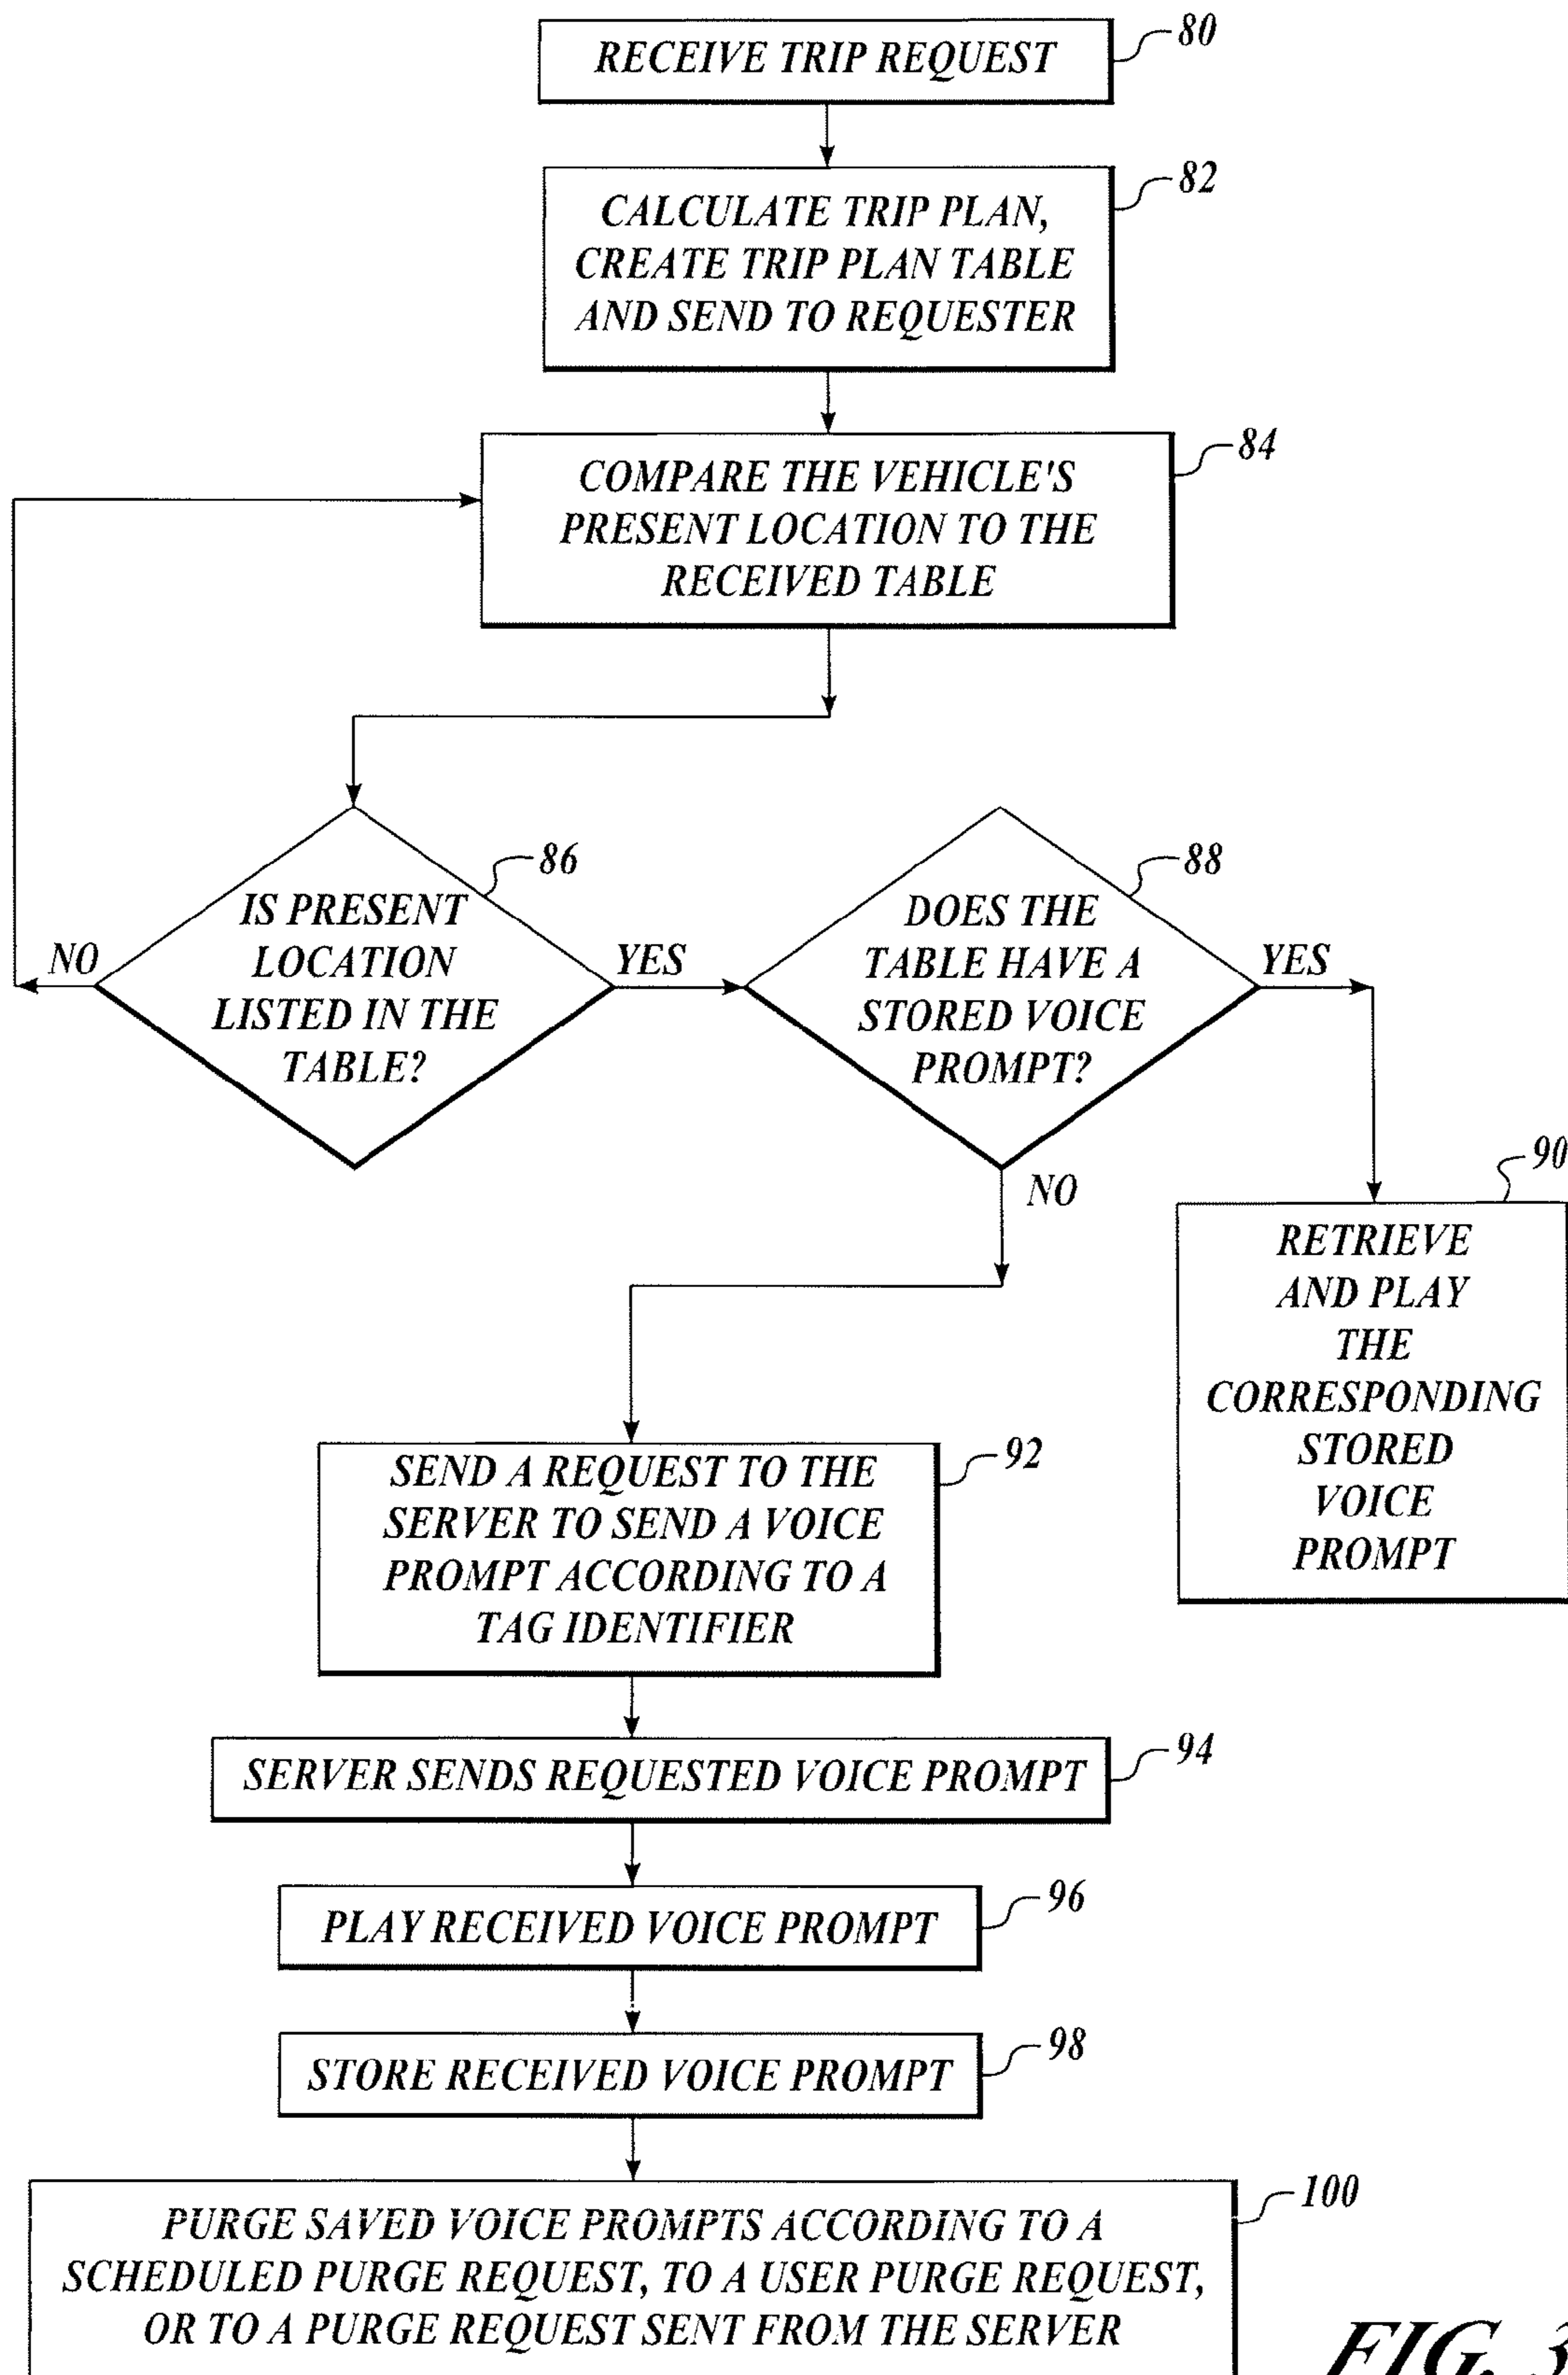 RECEIVE TRIP REQUEST
80
CALCULATE TRIP PLAN,
CREATE TRIP PLAN TABLE
AND SEND TO REQUESTER
82
COMPARE THE VEHICLE'S
PRESENT LOCATION TO THE
RECEIVED TABLE
84
IS PRESENT
LOCATION
LISTED IN THE
TABLE?
86
NO
YES
DOES THE
TABLE HAVE A
STORED VOICE
PROMPT?
88
YES
NO
RETRIEVE
AND PLAY
THE
CORRESPONDING
STORED
VOICE
PROMPT
90
SEND A REQUEST TO THE
SERVER TO SEND A VOICE
PROMPT ACCORDING TO A
TAG IDENTIFIER
92
SERVER SENDS REQUESTED VOICE PROMPT
94
PLAY RECEIVED VOICE PROMPT
96
STORE RECEIVED VOICE PROMPT
98
PURGE SAVED VOICE PROMPTS ACCORDING TO A
SCHEDULED PURGE REQUEST, TO A USER PURGE REQUEST,
OR TO A PURGE REQUEST SENT FROM THE SERVER
100
FIG. 3